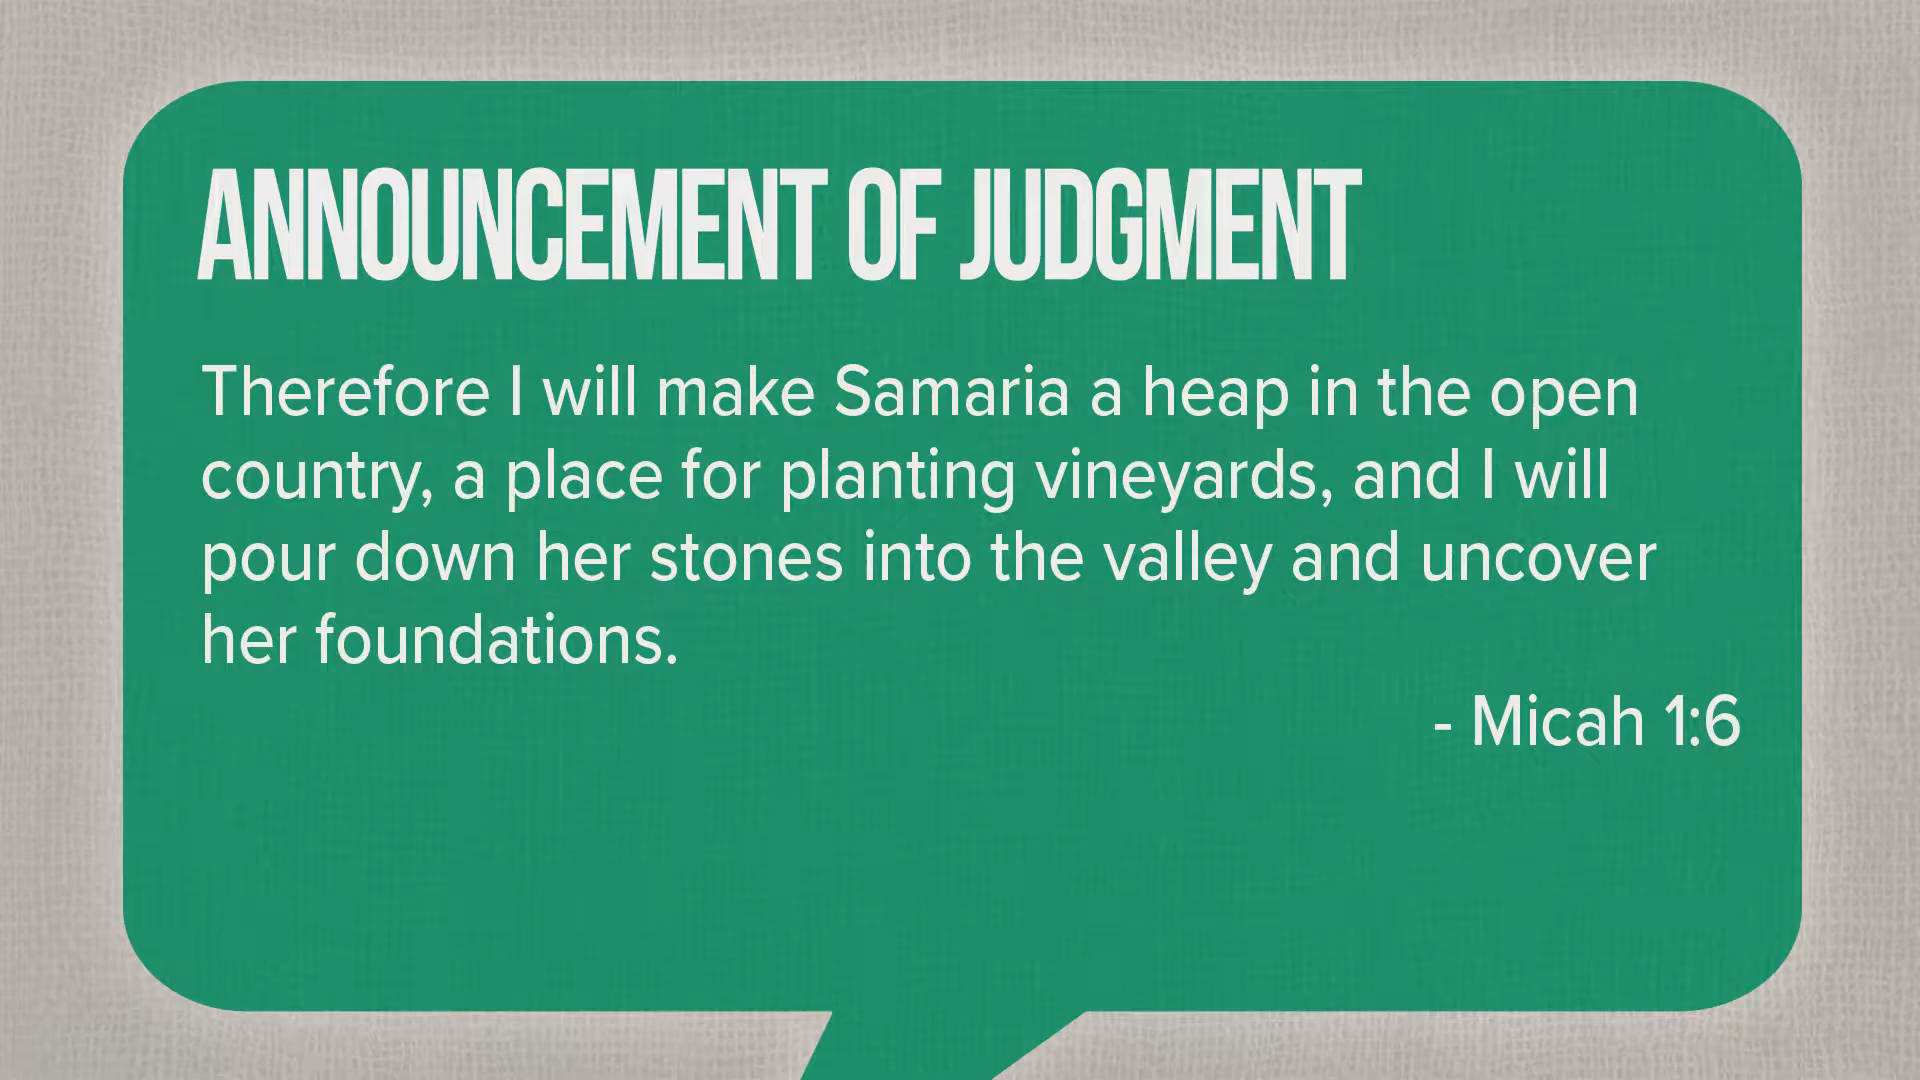 ANNOUNCEMENT OF JUDGMENT
Therefore I will make Samaria a heap in the open
country, a place for planting vineyards, and I will
pour down her stones into the valley and uncover
her foundations.
- Micah 1:6